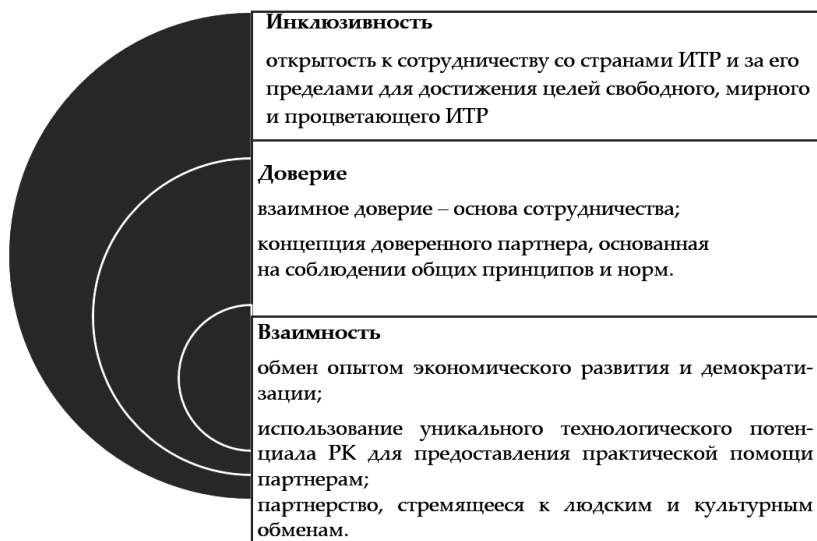 Инклюзивность
открытость к сотрудничеству со странами ИТР и за его
пределами для достижения целей свободного, мирного
и процветающего ИТР
Доверие
взаимное доверие – основа сотрудничества;
концепция доверенного партнера, основанная
на соблюдении общих принципов и норм.
Взаимность
обмен опытом экономического развития и демократи-
зации;
использование уникального технологического потен-
циала РК для предоставления практической помощи
партнерам;
партнерство, стремящееся к людским и культурным
обменам.